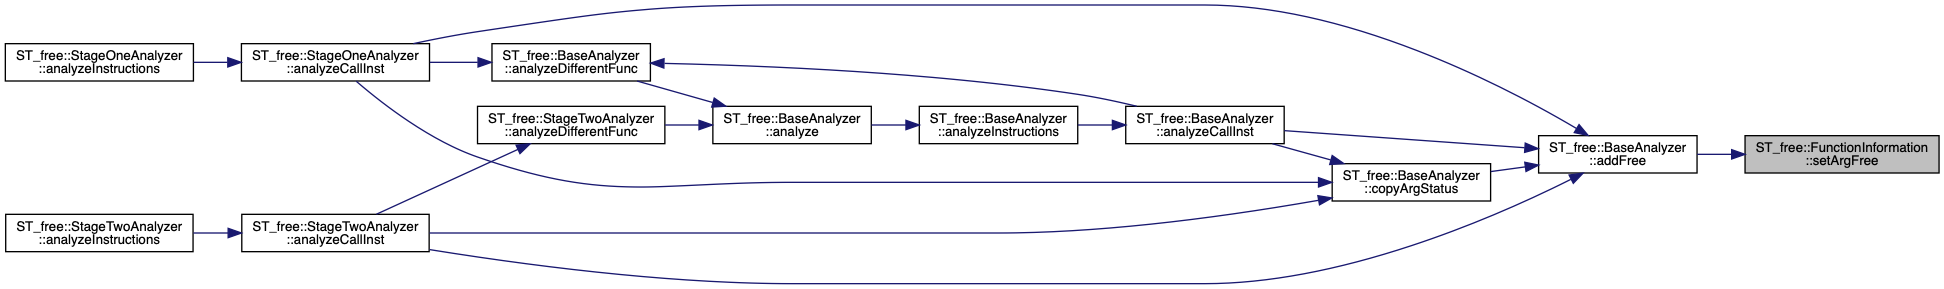 ST_free::StageOneAnalyzer
::analyzeInstructions
ST_free::StageOneAnalyzer
::analyzeCallInst
ST_free::BaseAnalyzer
::analyzeDifferentFunc
ST_free::StageTwoAnalyzer
::analyzeDifferentFunc
ST_free::BaseAnalyzer
::analyze
ST_free::BaseAnalyzer
::analyzeInstructions
ST_free::BaseAnalyzer
::analyzeCallInst
ST_free::BaseAnalyzer
::addFree
ST_free::FunctionInformation
::setArgFree
ST_free::BaseAnalyzer
::copyArgStatus
ST_free::StageTwoAnalyzer
::analyzeInstructions
ST_free::StageTwoAnalyzer
::analyzeCallInst